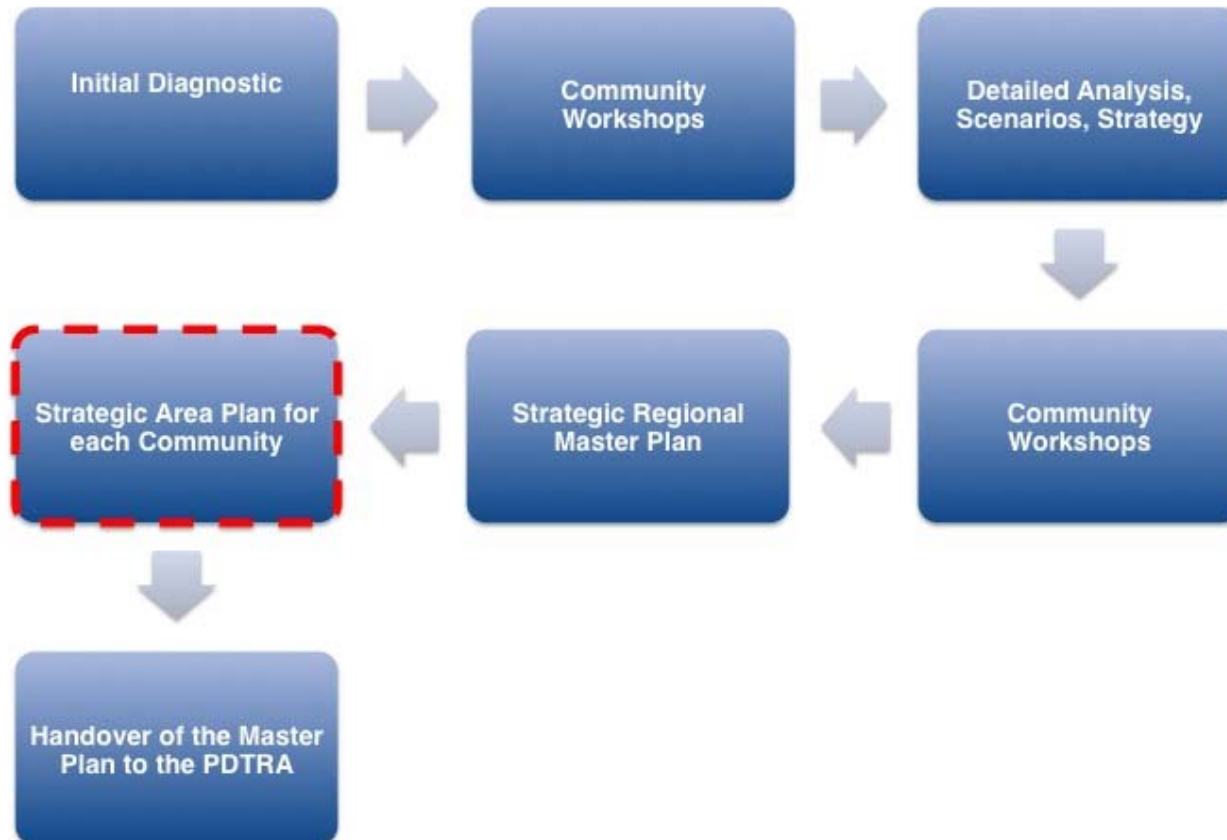 Initial Diagnostic
Community
Workshops
Detailed Analysis,
Scenarios, Strategy
Community
Workshops
Strategic Regional
Master Plan
Strategic Area Plan for
each Community
Handover of the Master
Plan to the PDTRA